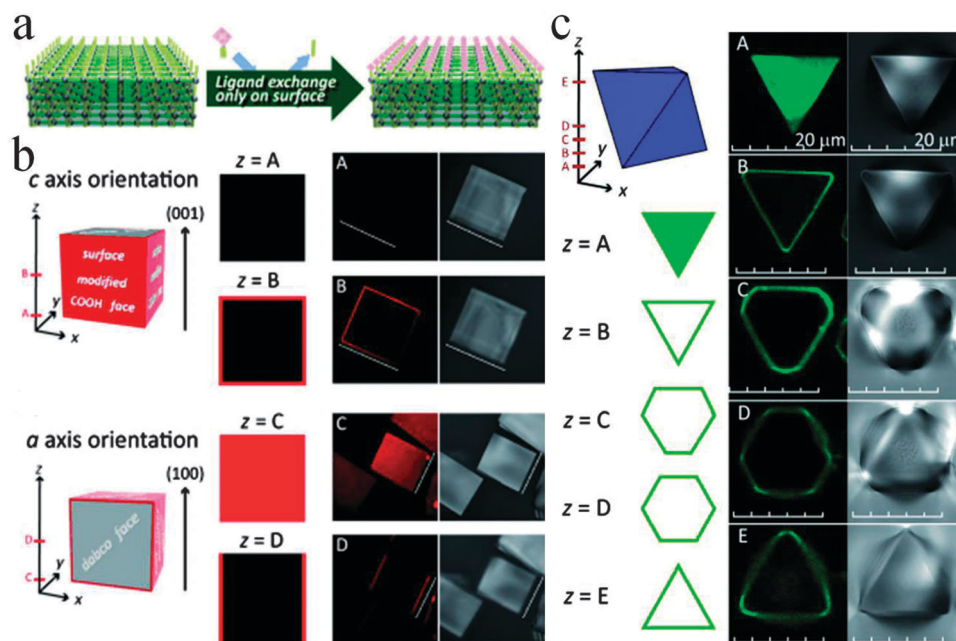 a
Ligand exchange
only on surface
b
c axis orientation
z
(001)
B
A
y
x
surface
modified
COOH face
z = A
A
z = B
B
a axis orientation
z
(100)
D
C
y
x
dabco face
z = C
C
z = D
D
c
z
E
D
C
B
A
y
x
z = A
z = B
z = C
z = D
z = E
A
20 μm
20 μm
B
C
D
E